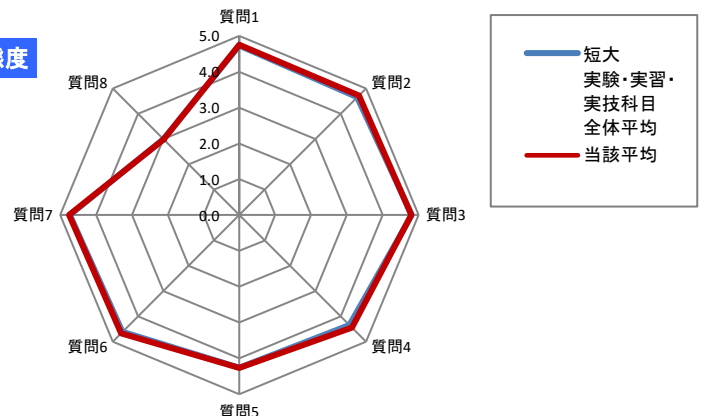 質問1
5.0
態度
質問8
4.0
質問2
3.0
2.0
1.0
質問7
0.0
質問3
質問6
質問4
質問5
短大
実験・実習・
実技科目
全体平均
当該平均